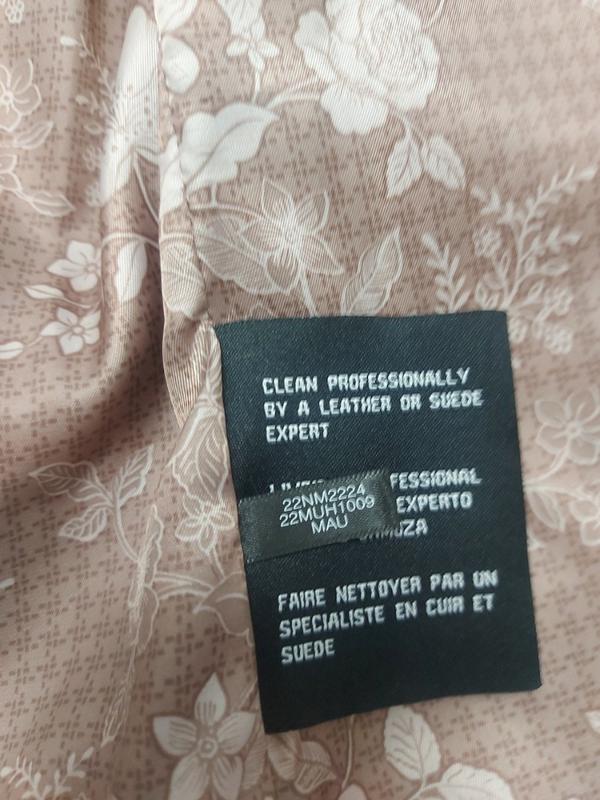 CLEAN PROFESSIONALLY
BY A LEATHER OR SUEDE
EXPERT
FESSIONAL
22NM2224
22MUH1009
MAU
EXPERTO
UZA
FAIRE NETTOYER PAR UN
SPECIALISTE EN CUIR ET
SUEDE